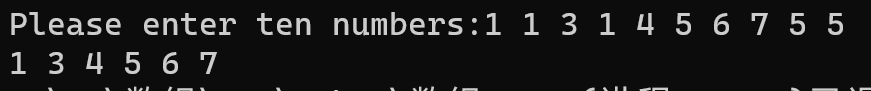 Please enter ten numbers:1 1 3 1 4 5 6 7 5 5
1 3 4 5 6 7